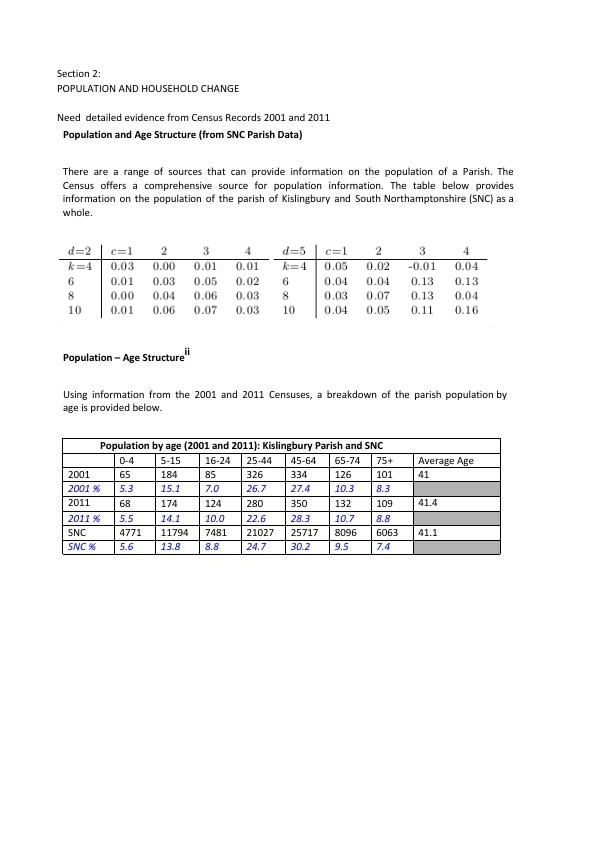 Section 2:
POPULATION AND HOUSEHOLD CHANGE
Need  detailed evidence from Census Records 2001 and 2011
Population and Age Structure (from SNC Parish Data)
There are a range of sources that can provide information on the population of a Parish. The
Census offers a comprehensive source for population information. The table below provides
information on the population of the parish of Kislingbury and South Northamptonshire (SNC) as a
whole.
d=2 c=1 2 3 4 d=5 c=1 2 3 4
k=4 0.03 0.00 0.01 0.01 k=4 0.05 0.02 -0.01 0.04
6 0.01 0.03 0.05 0.02 6 0.04 0.04 0.13 0.13
8 0.00 0.04 0.06 0.03 8 0.03 0.07 0.13 0.04
10 0.01 0.06 0.07 0.03 10 0.04 0.05 0.11 0.16
Population – Age Structure ii
Using information from the 2001 and 2011 Censuses, a breakdown of the parish population by
age is provided below.
Population by age (2001 and 2011): Kislingbury Parish and SNC
0-4 5-15 16-24 25-44 45-64 65-74 75+ Average Age
2001 65 184 85 326 334 126 101 41
2001 % 5.3 15.1 7.0 26.7 27.4 10.3 8.3
2011 68 174 124 280 350 132 109 41.4
2011 % 5.5 14.1 10.0 22.6 28.3 10.7 8.8
SNC 4771 11794 7481 21027 25717 8096 6063 41.1
SNC % 5.6 13.8 8.8 24.7 30.2 9.5 7.4